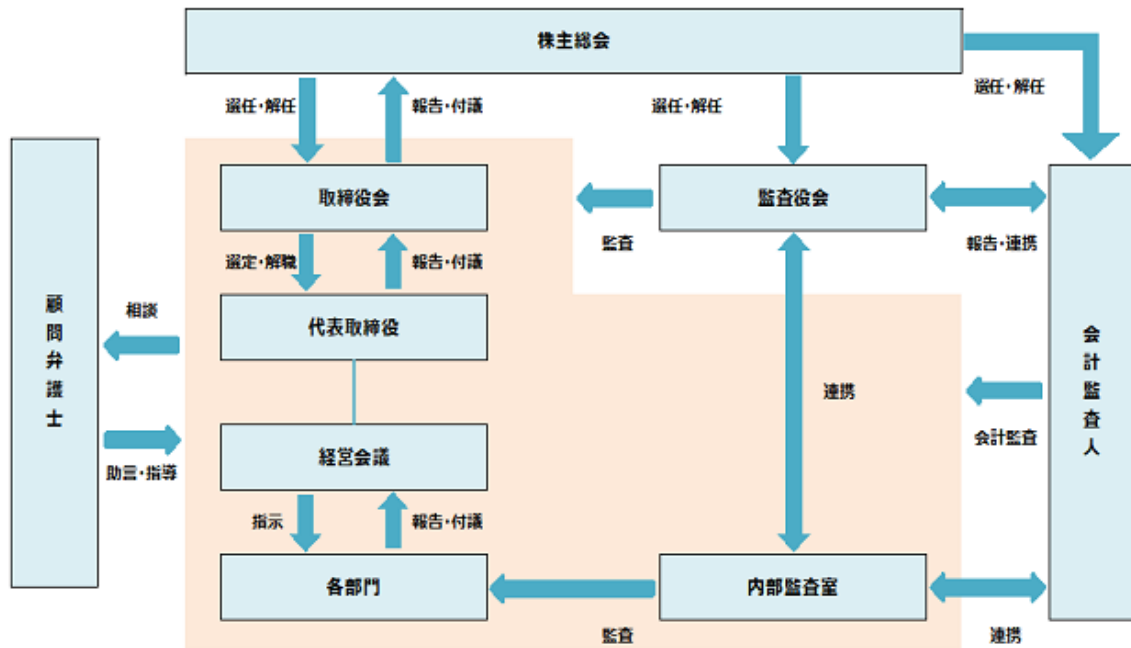 株主総会
選任・解任
報告・付議
選任・解任
選任・解任
取締役会
監査役会
監査
報告・連携
選定・解職
報告・付議
顧問弁護士
相談
代表取締役
会計監査人
連携
会計監査
助言・指導
経営会議
指示
報告・付議
各部門
内部監査室
監査
連携